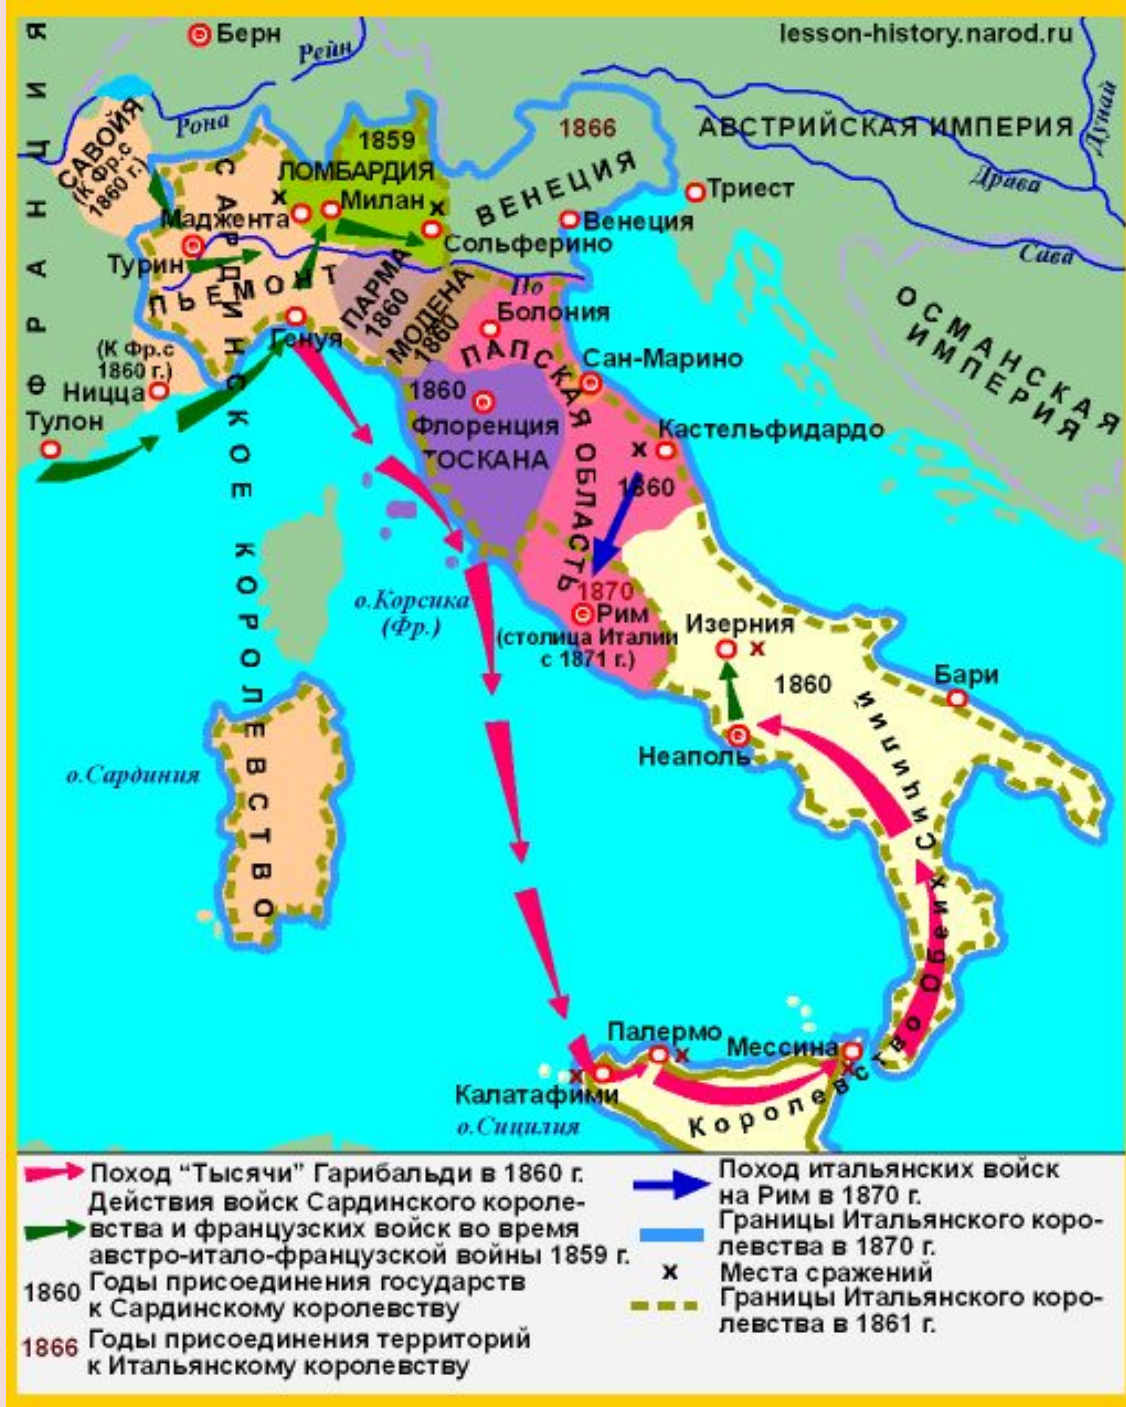 lesson-history.narod.ru
Берн
Рейн
ФРАНЦИЯ
Рона
САВОЙЯ
(К Фр.с
1860 г.)
1859
ЛОМБАРДИЯ
х
Милан
х
Маджента
Сольферино
1866
ВЕНЕЦИЯ
Венеция
Триест
АВСТРИЙСКАЯ ИМПЕРИЯ
Дунай
Драва
Сава
ОСМАНСКАЯ
ИМПЕРИЯ
Турин
ПЬЕМОНТ
САРДИНСКОЕ КОРОЛЕВСТВО
ПАРМА
1860
МОДЕНА
1860
По
Болония
ПАПСКАЯ ОБЛАСТЬ
Генуя
(К Фр.с
1860 г.)
Ницца
Тулон
1860
Флоренция
ТОСКАНА
Сан-Марино
Кастельфидардо
х
1860
1870
Рим
(столица Италии
с 1871 г.)
о.Корсика
(Фр.)
Изерния
х
1860
Бари
Неаполь
о.Сардиния
Королевство Обеих Сицилий
Палермо
х
Мессина
х
х
Калатафими
о.Сицилия
Поход “Тысячи” Гарибальди в 1860 г.
Действия войск Сардинского короле-
вства и французских войск во время
австро-итало-французской войны 1859 г.
1860 Годы присоединения государств
к Сардинскому королевству
1866 Годы присоединения территорий
к Итальянскому королевству
Поход итальянских войск
на Рим в 1870 г.
Границы Итальянского коро-
левства в 1870 г.
х Места сражений
Границы Итальянского коро-
левства в 1861 г.